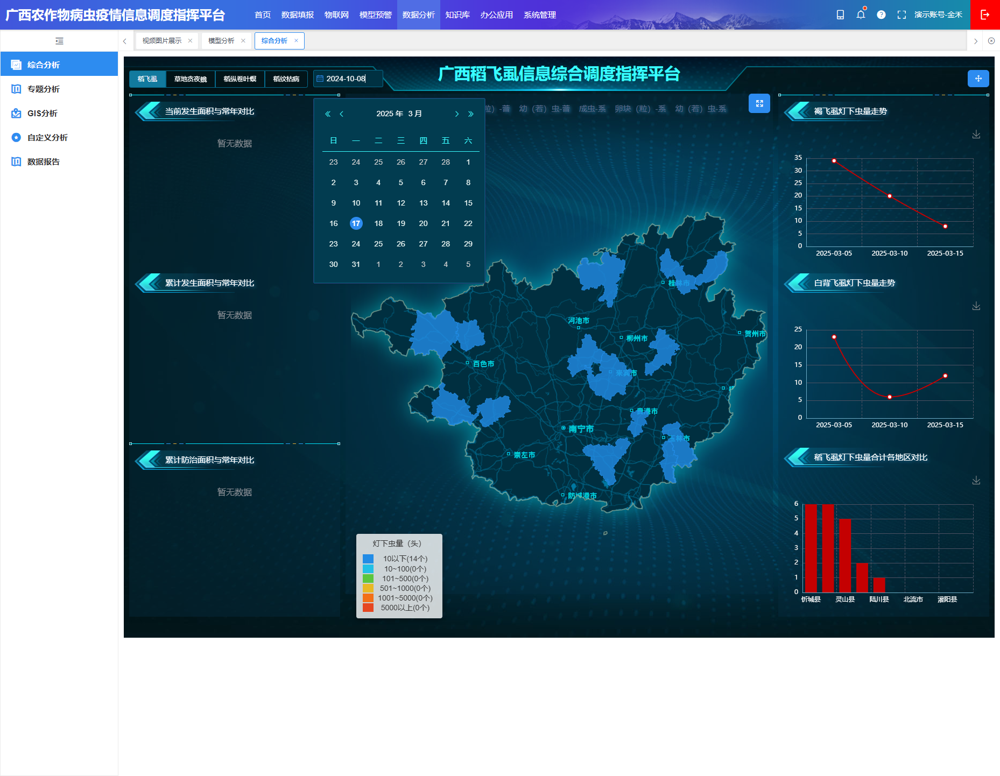 广西农作物病虫疫情信息调度指挥平台
首页 数据填报 物联网 模型预警 数据分析 知识库 办公应用 系统管理
演示账号-金禾
视频图片展示 模型分析 综合分析
综合分析
专题分析
GIS分析
自定义分析
数据报告
广西稻飞虱信息综合调度指挥平台
稻飞虱 草地贪夜蛾 稻纵卷叶螟 稻纹枯病 2024-10-08
粒）-普 幼（若）虫-普 成虫-系 卵块（粒）-系 幼（若）虫-系
当前发生面积与常年对比
暂无数据
累计发生面积与常年对比
暂无数据
累计防治面积与常年对比
暂无数据
2025 年 3 月
日 一 二 三 四 五 六
23 24 25 26 27 28 1
2 3 4 5 6 7 8
9 10 11 12 13 14 15
16 17 18 19 20 21 22
23 24 25 26 27 28 29
30 31 1 2 3 4 5
桂林市
河池市
柳州市
贺州市
百色市
来宾市
贵港市
南宁市
玉林市
崇左市
防城港市
灯下虫量（头）
10以下(14个)
10~100(0个)
101~500(0个)
501~1000(0个)
1001~5000(0个)
5000以上(0个)
褐飞虱灯下虫量走势
35
30
25
20
15
10
5
0
2025-03-05 2025-03-10 2025-03-15
白背飞虱灯下虫量走势
25
20
15
10
5
0
2025-03-05 2025-03-10 2025-03-15
稻飞虱灯下虫量合计各地区对比
6
5
4
3
2
1
0
忻城县 灵山县 陆川县 北流市 灌阳县